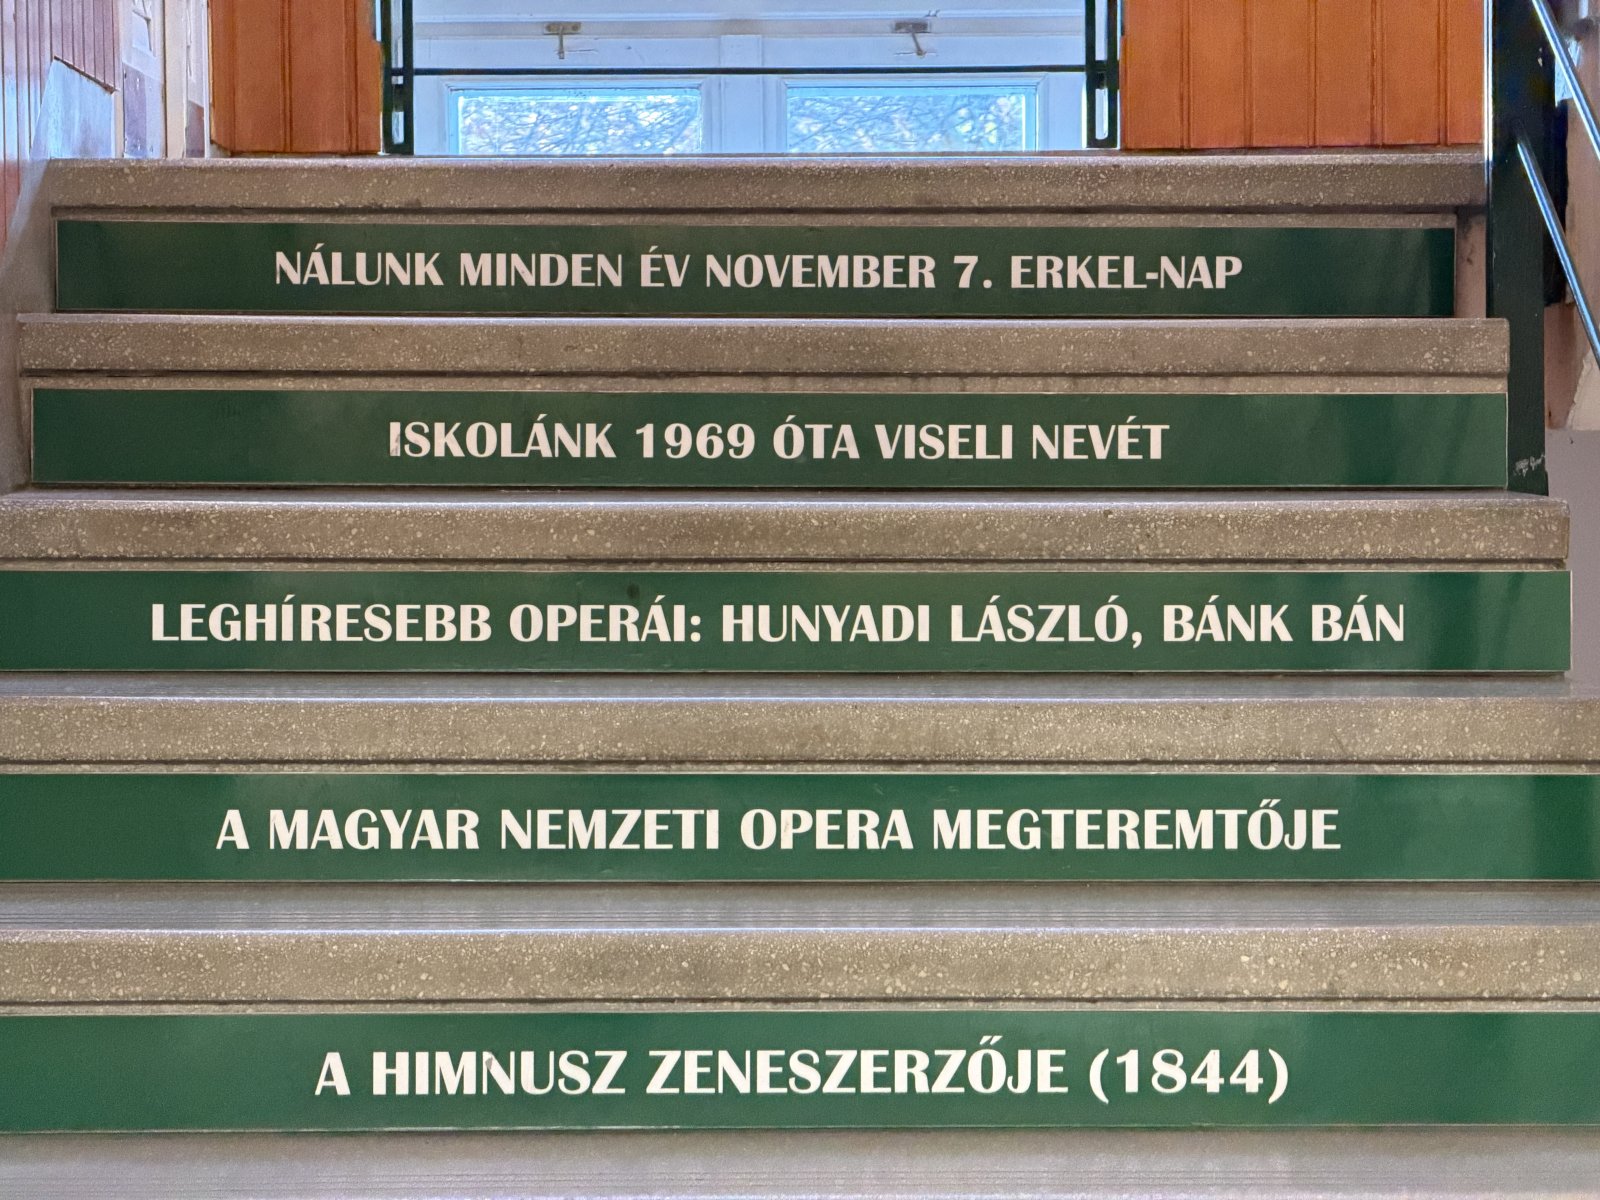 NÁLUNK MINDEN ÉV NOVEMBER 7. ERKEL-NAP
ISKOLÁNK 1969 ÓTA VISELI NEVÉT
LEGHÍRESEBB OPERÁI: HUNYADI LÁSZLÓ, BÁNK BÁN
A MAGYAR NEMZETI OPERA MEGTEREMTŐJE
A HIMNUSZ ZENESZERZŐJE (1844)